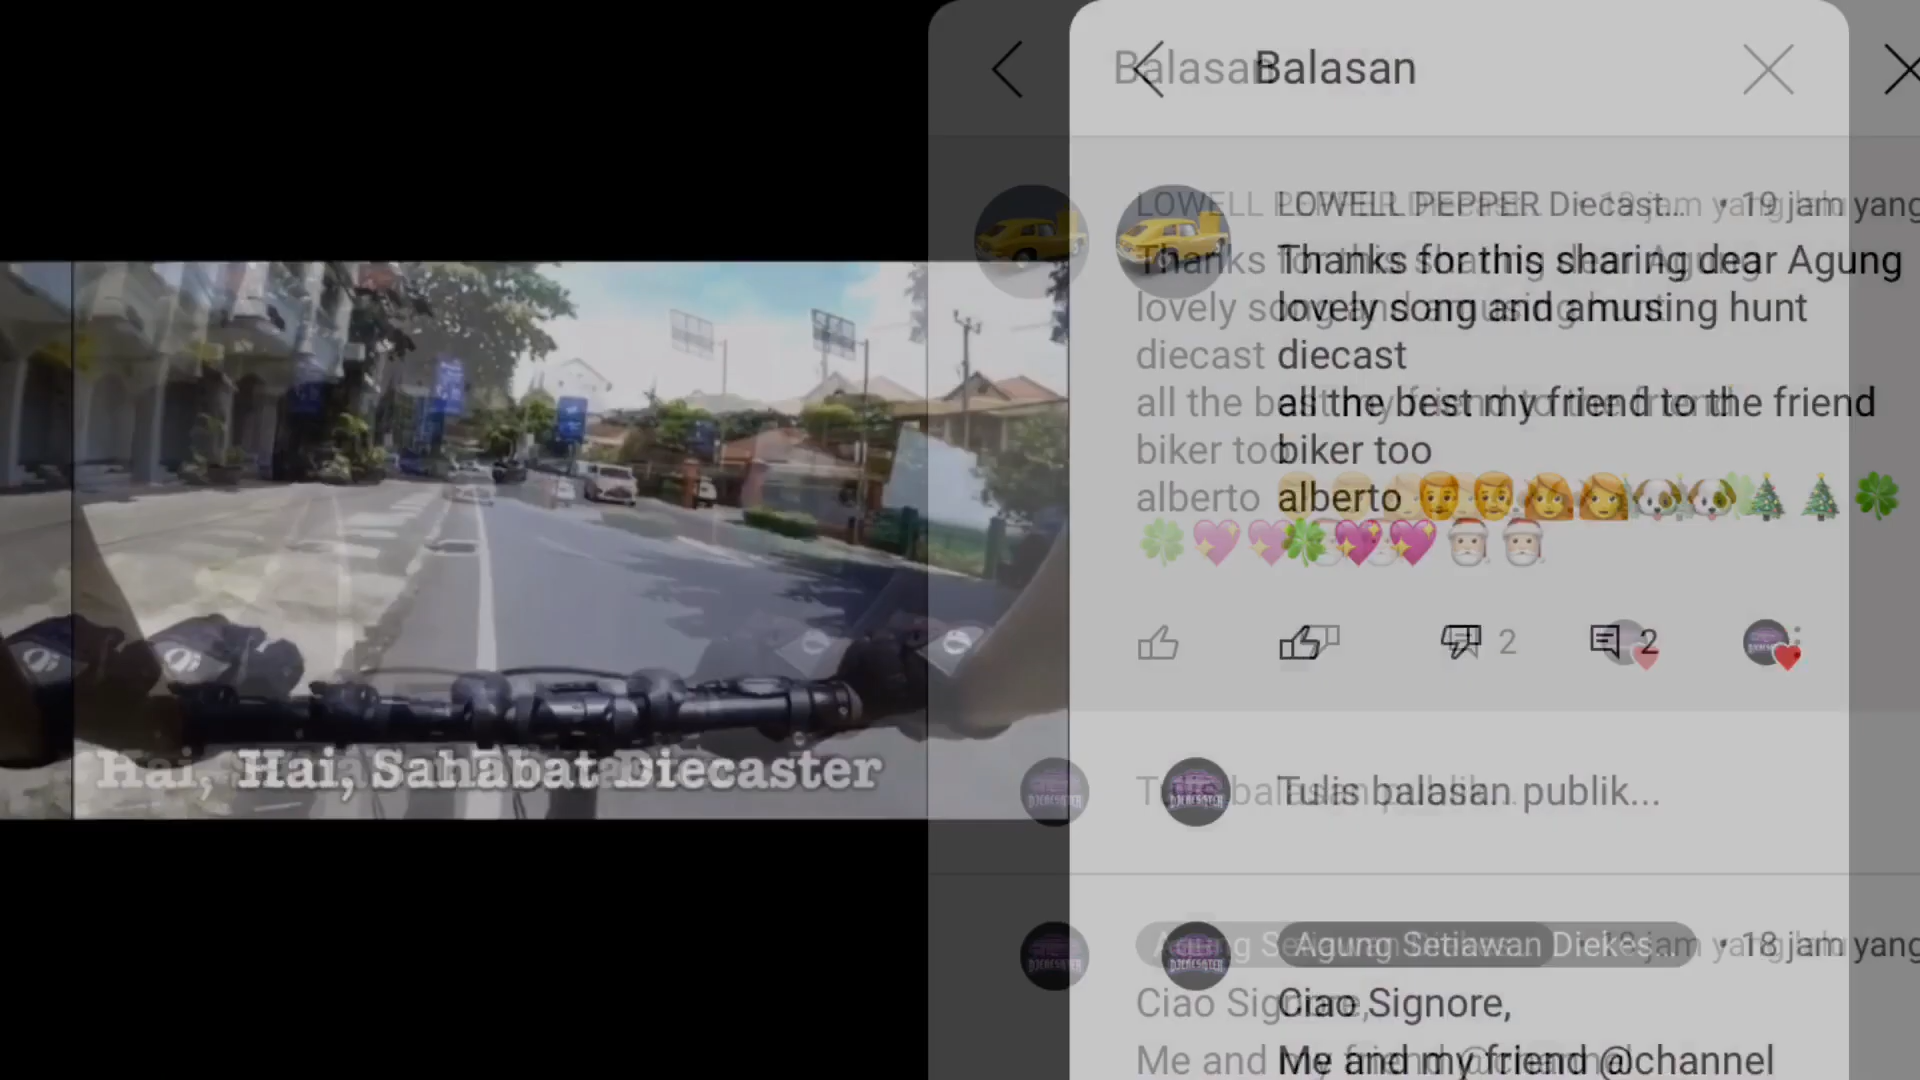 Balasan
LOWELL PEPPER Diecast... • 19 jam yang
Thanks for this sharing dear Agung
lovely song and amusing hunt
diecast
all the best my friend to the friend
biker too
alberto
2
Hai, Sahabat Diecaster
Tulis balasan publik...
Agung Setiawan Diekes... • 18 jam yang
Ciao Signore,
Me and my friend @channel